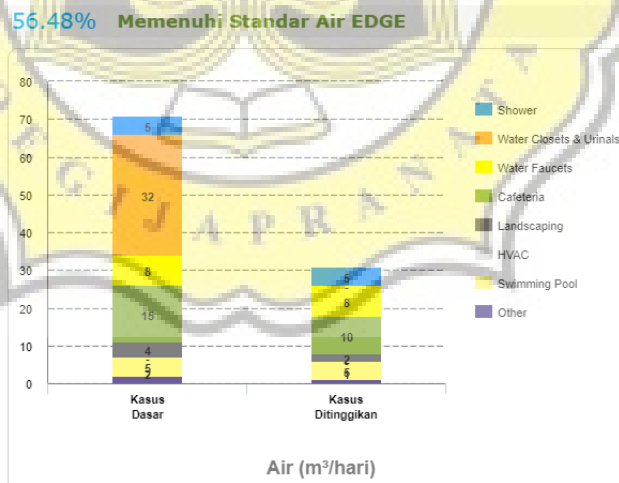 56.48% Memenuhi Standar Air EDGE
80
70
60
50
40
30
20
10
0
5
32
8
15
4
-
5
2
5
-
8
10
2
-
5
1
Kasus
Dasar
Kasus
Ditinggikan
Shower
Water Closets & Urinals
Water Faucets
Cafeteria
Landscaping
HVAC
Swimming Pool
Other
Air (m³/hari)
EGIJAPRANATA